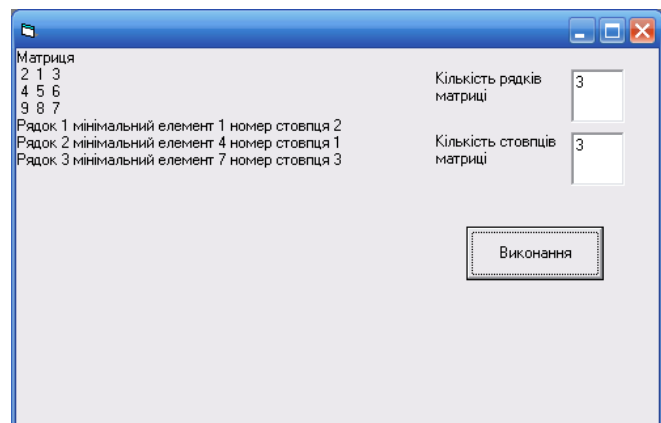 Матриця
2 1 3
4 5 6
9 8 7
Рядок 1 мінімальний елемент 1 номер стовпця 2
Рядок 2 мінімальний елемент 4 номер стовпця 1
Рядок 3 мінімальний елемент 7 номер стовпця 3
Кількість рядків
матриці
3
Кількість стовпців
матриці
3
Виконання